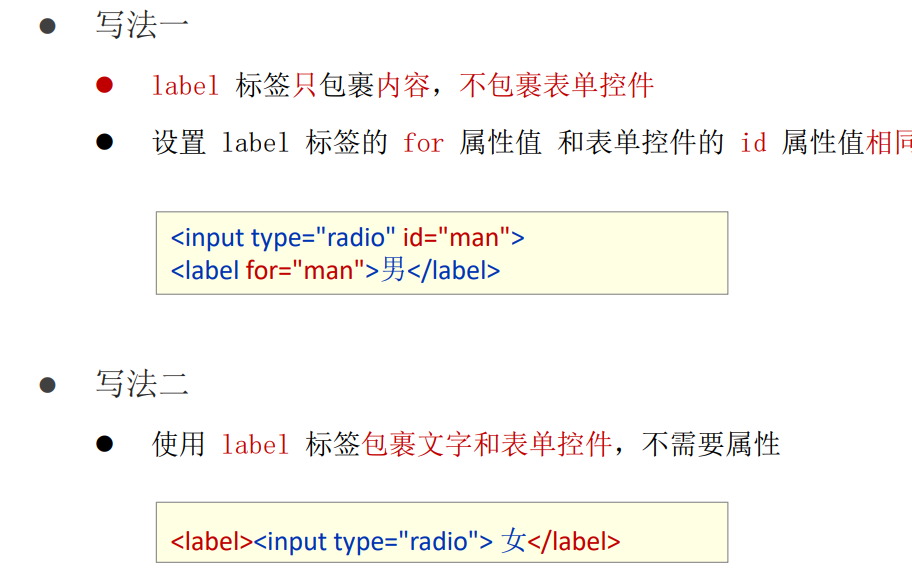 写法一
label 标签只包裹内容，不包裹表单控件
设置 label 标签的 for 属性值 和表单控件的 id 属性值相同
<input type="radio" id="man">
<label for="man">男</label>
写法二
使用 label 标签包裹文字和表单控件，不需要属性
<label><input type="radio"> 女</label>